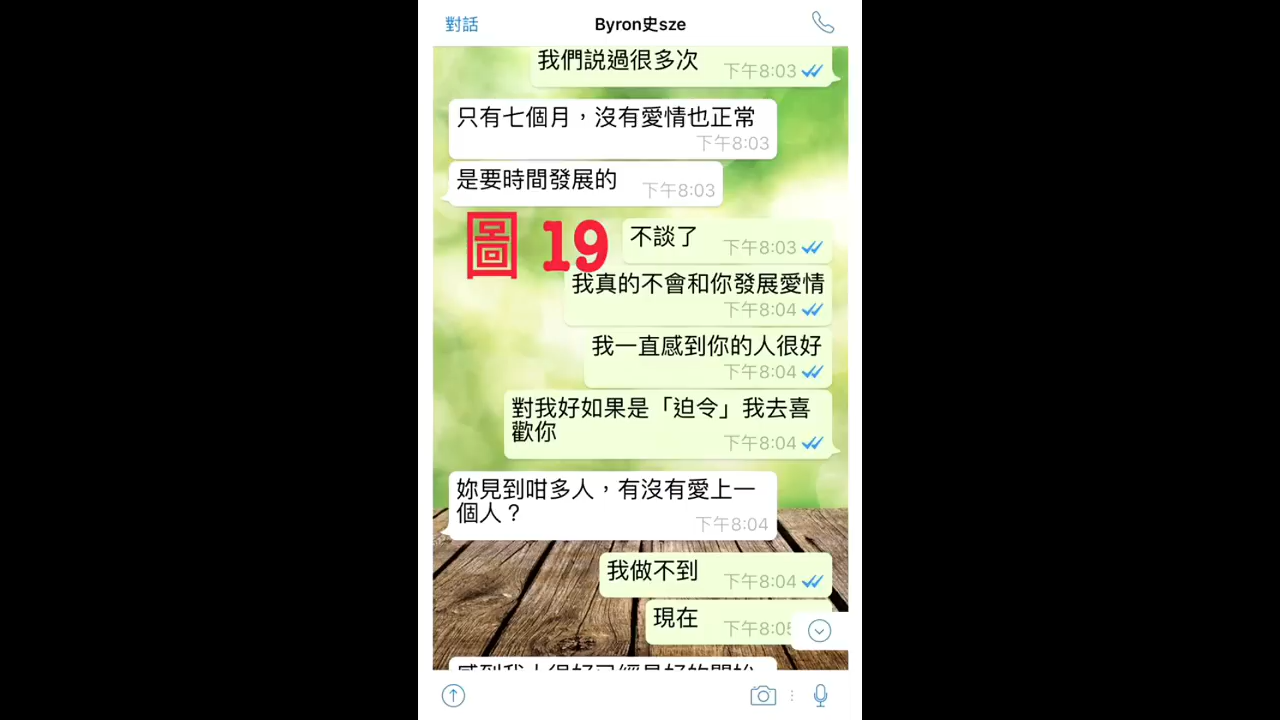 對話
Byron史sze
我們説過很多次
下午8:03
只有七個月，沒有愛情也正常
下午8:03
是要時間發展的
下午8:03
圖 19
不談了
下午8:03
我真的不會和你發展愛情
下午8:04
我一直感到你的人很好
下午8:04
對我好如果是「迫令」我去喜
歡你
下午8:04
妳見到咁多人，有沒有愛上一
個人？
下午8:04
我做不到
下午8:04
現在
下午8:05